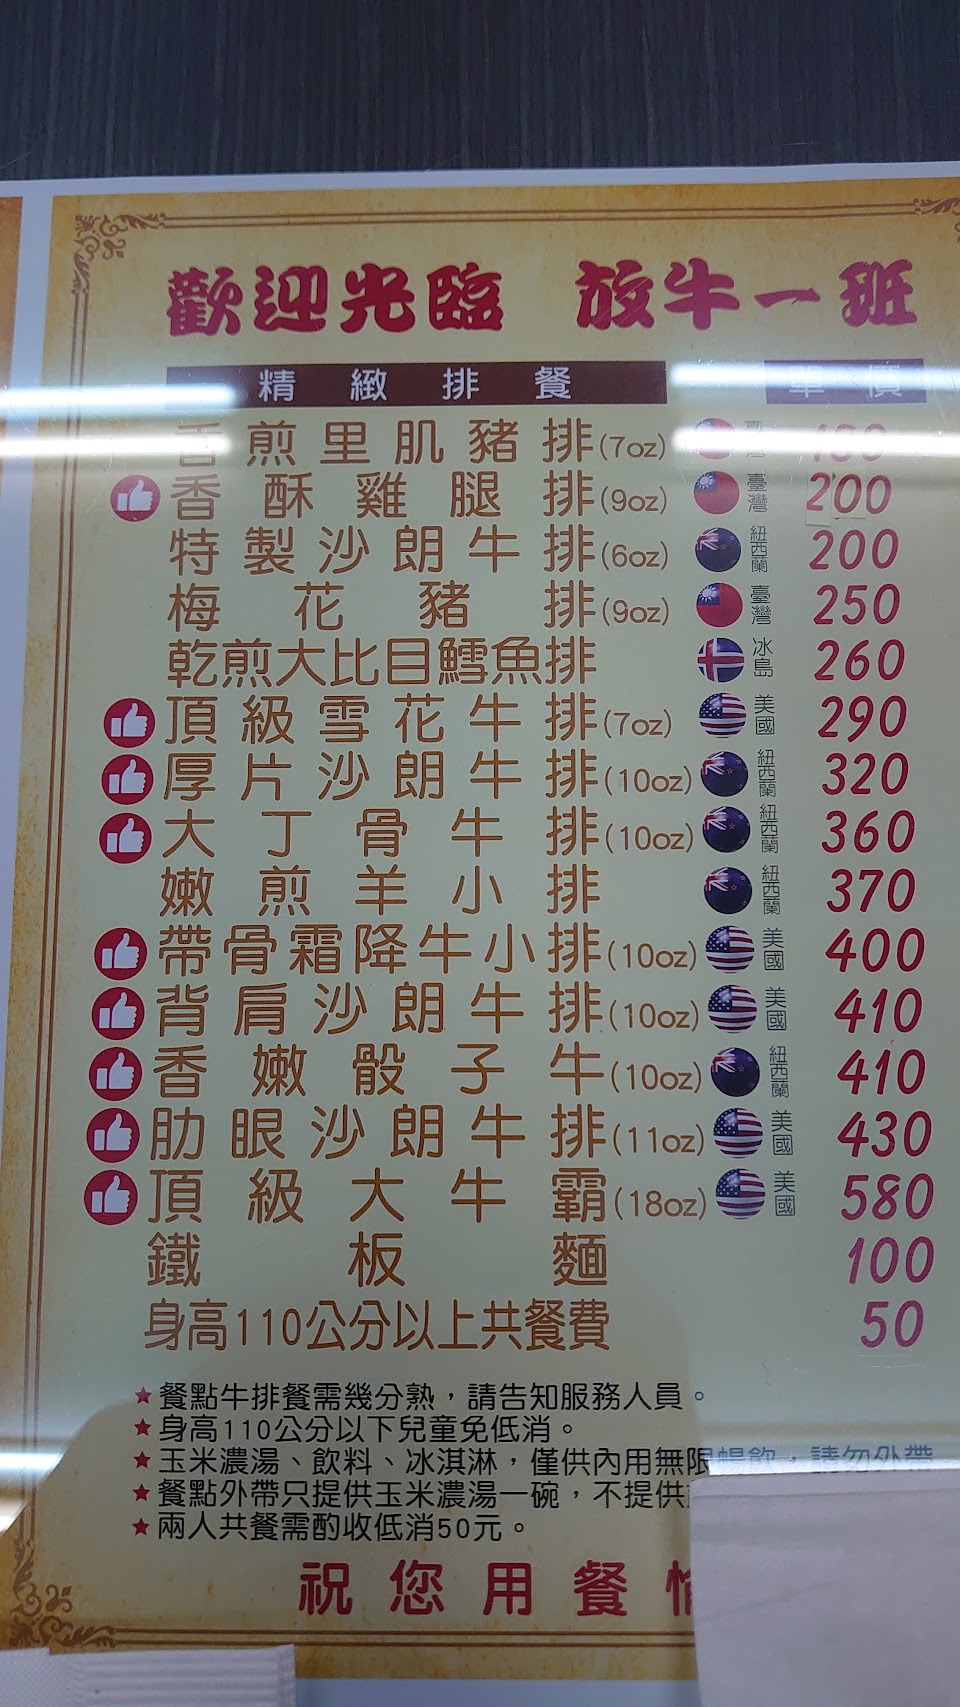 歡迎光臨 放牛一班
精緻排餐 單價
香煎里肌豬排(7oz)
香酥雞腿排(9oz) 臺灣 200
特製沙朗牛排(6oz) 紐西蘭 200
梅花豬排(9oz) 臺灣 250
乾煎大比目鱈魚排 冰島 260
頂級雪花牛排(7oz) 美國 290
厚片沙朗牛排(10oz) 紐西蘭 320
大丁骨牛排(10oz) 紐西蘭 360
嫩煎羊小排 紐西蘭 370
帶骨霜降牛小排(10oz) 美國 400
背肩沙朗牛排(10oz) 美國 410
香嫩骰子牛(10oz) 紐西蘭 410
肋眼沙朗牛排(11oz) 美國 430
頂級大牛霸(18oz) 美國 580
鐵板麵 100
身高110公分以上共餐費 50
★餐點牛排餐需幾分熟，請告知服務人員。
★身高110公分以下兒童免低消。
★玉米濃湯、飲料、冰淇淋，僅供內用無限暢飲，請勿外帶
★餐點外帶只提供玉米濃湯一碗，不提供
★兩人共餐需酌收低消50元。
祝您用餐